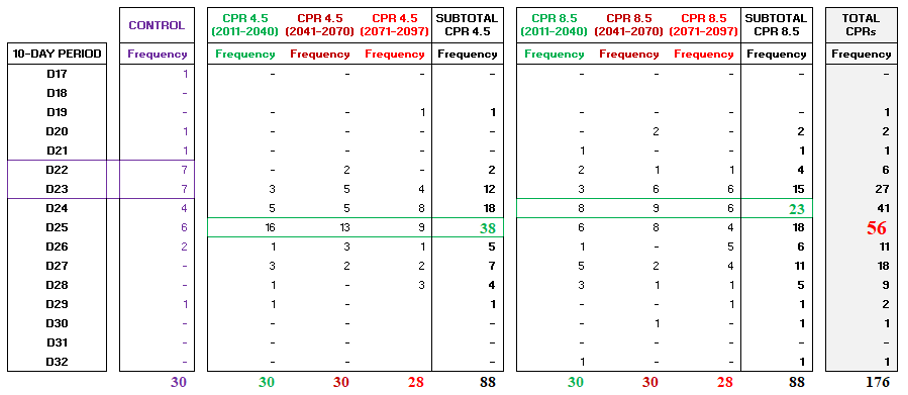 CONTROL CPR 4.5 (2011-2040) CPR 4.5 (2041-2070) CPR 4.5 (2071-2097) SUBTOTAL CPR 4.5 CPR 8.5 (2011-2040) CPR 8.5 (2041-2070) CPR 8.5 (2071-2097) SUBTOTAL CPR 8.5 TOTAL CPRs
10-DAY PERIOD Frequency Frequency Frequency Frequency Frequency Frequency Frequency Frequency Frequency Frequency
D17 1 - - - - - - - - -
D18 -
D19 - - - 1 1 - - - - 1
D20 1 - - - - - 2 - 2 2
D21 1 - - - - 1 - - 1 1
D22 7 - 2 - 2 2 1 1 4 6
D23 7 3 5 4 12 3 6 6 15 27
D24 4 5 5 8 18 8 9 6 23 41
D25 6 16 13 9 38 6 8 4 18 56
D26 2 1 3 1 5 1 - 5 6 11
D27 - 3 2 2 7 5 2 4 11 18
D28 - 1 - 3 4 3 1 1 5 9
D29 1 1 - 1 - - 1 1 2
D30 - - - - 1 1 1
D31 - - - - - - -
D32 - - - - 1 - 1 1
30 30 30 28 88 30 30 28 88 176